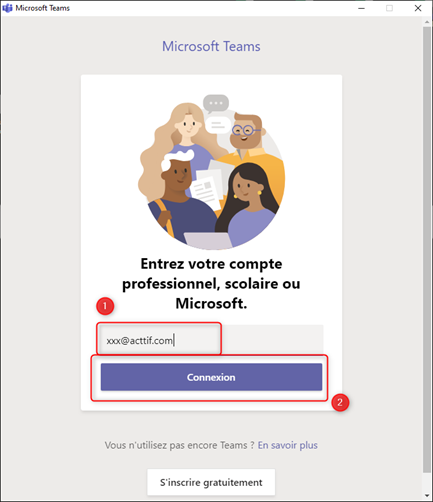 Microsoft Teams
Microsoft Teams
Entrez votre compte
professionnel, scolaire ou
Microsoft.
1
xxx@acttif.com
Connexion
2
Vous n'utilisez pas encore Teams ? En savoir plus
S'inscrire gratuitement